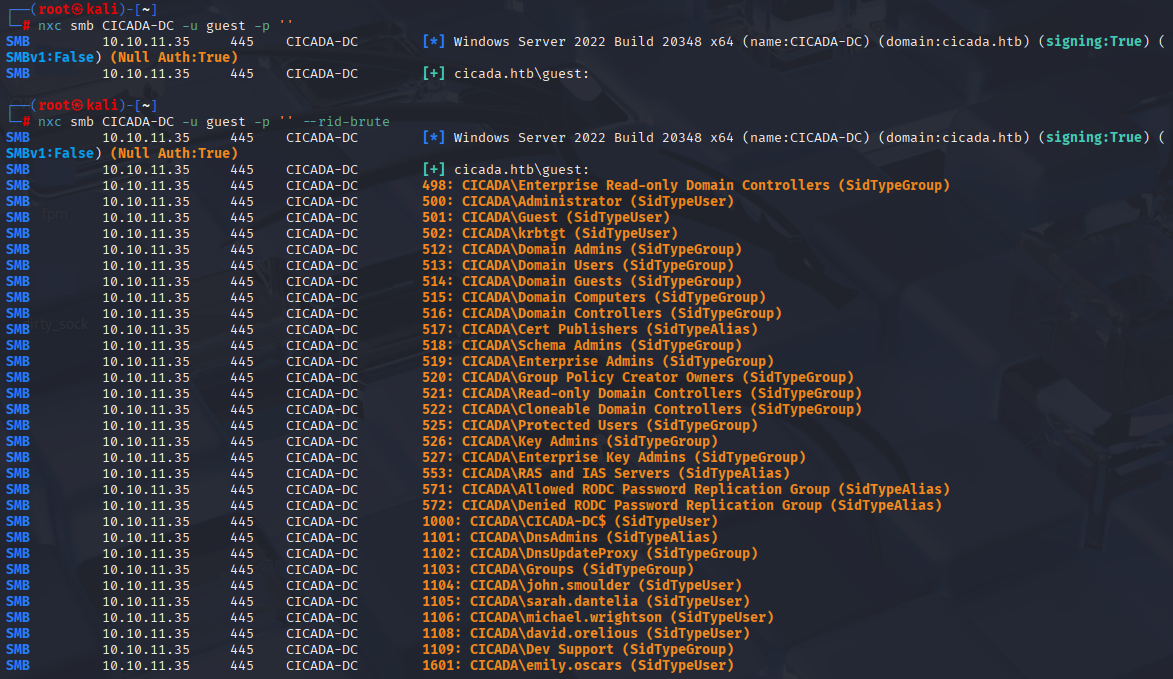 ┌──(root㉿kali)-[~]
└─# nxc smb CICADA-DC -u guest -p ''
SMB 10.10.11.35 445 CICADA-DC [*] Windows Server 2022 Build 20348 x64 (name:CICADA-DC) (domain:cicada.htb) (signing:True) (
SMBv1:False) (Null Auth:True)
SMB 10.10.11.35 445 CICADA-DC [+] cicada.htb\guest:
┌──(root㉿kali)-[~]
└─# nxc smb CICADA-DC -u guest -p '' --rid-brute
SMB 10.10.11.35 445 CICADA-DC [*] Windows Server 2022 Build 20348 x64 (name:CICADA-DC) (domain:cicada.htb) (signing:True) (
SMBv1:False) (Null Auth:True)
SMB 10.10.11.35 445 CICADA-DC [+] cicada.htb\guest:
SMB 10.10.11.35 445 CICADA-DC 498: CICADA\Enterprise Read-only Domain Controllers (SidTypeGroup)
SMB 10.10.11.35 445 CICADA-DC 500: CICADA\Administrator (SidTypeUser)
SMB 10.10.11.35 445 CICADA-DC 501: CICADA\Guest (SidTypeUser)
SMB 10.10.11.35 445 CICADA-DC 502: CICADA\krbtgt (SidTypeUser)
SMB 10.10.11.35 445 CICADA-DC 512: CICADA\Domain Admins (SidTypeGroup)
SMB 10.10.11.35 445 CICADA-DC 513: CICADA\Domain Users (SidTypeGroup)
SMB 10.10.11.35 445 CICADA-DC 514: CICADA\Domain Guests (SidTypeGroup)
SMB 10.10.11.35 445 CICADA-DC 515: CICADA\Domain Computers (SidTypeGroup)
SMB 10.10.11.35 445 CICADA-DC 516: CICADA\Domain Controllers (SidTypeGroup)
SMB 10.10.11.35 445 CICADA-DC 517: CICADA\Cert Publishers (SidTypeAlias)
SMB 10.10.11.35 445 CICADA-DC 518: CICADA\Schema Admins (SidTypeGroup)
SMB 10.10.11.35 445 CICADA-DC 519: CICADA\Enterprise Admins (SidTypeGroup)
SMB 10.10.11.35 445 CICADA-DC 520: CICADA\Group Policy Creator Owners (SidTypeGroup)
SMB 10.10.11.35 445 CICADA-DC 521: CICADA\Read-only Domain Controllers (SidTypeGroup)
SMB 10.10.11.35 445 CICADA-DC 522: CICADA\Cloneable Domain Controllers (SidTypeGroup)
SMB 10.10.11.35 445 CICADA-DC 525: CICADA\Protected Users (SidTypeGroup)
SMB 10.10.11.35 445 CICADA-DC 526: CICADA\Key Admins (SidTypeGroup)
SMB 10.10.11.35 445 CICADA-DC 527: CICADA\Enterprise Key Admins (SidTypeGroup)
SMB 10.10.11.35 445 CICADA-DC 553: CICADA\RAS and IAS Servers (SidTypeAlias)
SMB 10.10.11.35 445 CICADA-DC 571: CICADA\Allowed RODC Password Replication Group (SidTypeAlias)
SMB 10.10.11.35 445 CICADA-DC 572: CICADA\Denied RODC Password Replication Group (SidTypeAlias)
SMB 10.10.11.35 445 CICADA-DC 1000: CICADA\CICADA-DC$ (SidTypeUser)
SMB 10.10.11.35 445 CICADA-DC 1101: CICADA\DnsAdmins (SidTypeAlias)
SMB 10.10.11.35 445 CICADA-DC 1102: CICADA\DnsUpdateProxy (SidTypeGroup)
SMB 10.10.11.35 445 CICADA-DC 1103: CICADA\Groups (SidTypeGroup)
SMB 10.10.11.35 445 CICADA-DC 1104: CICADA\john.smoulder (SidTypeUser)
SMB 10.10.11.35 445 CICADA-DC 1105: CICADA\sarah.dantelia (SidTypeUser)
SMB 10.10.11.35 445 CICADA-DC 1106: CICADA\michael.wrightson (SidTypeUser)
SMB 10.10.11.35 445 CICADA-DC 1108: CICADA\david.orelious (SidTypeUser)
SMB 10.10.11.35 445 CICADA-DC 1109: CICADA\Dev Support (SidTypeGroup)
SMB 10.10.11.35 445 CICADA-DC 1601: CICADA\emily.oscars (SidTypeUser)